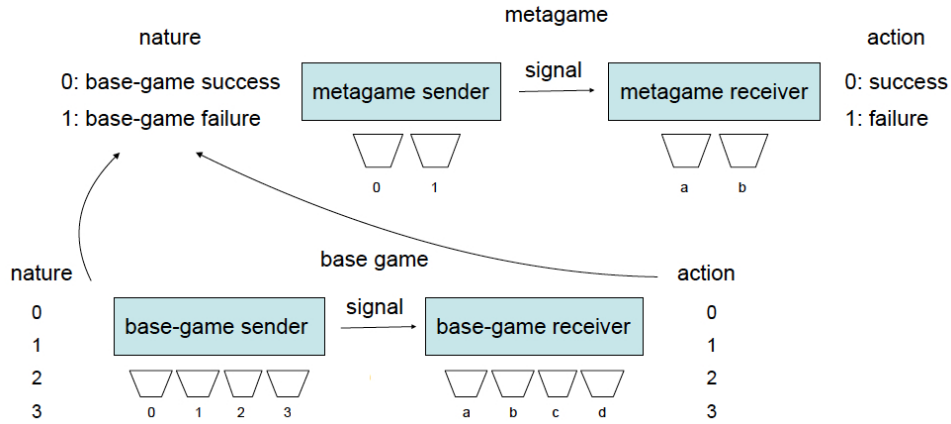 metagame
nature
action
0: base-game success
1: base-game failure
metagame sender
signal
metagame receiver
0: success
1: failure
0 1
a b
base game
nature
action
0
1
2
3
base-game sender
signal
base-game receiver
0 1 2 3
a b c d
0
1
2
3